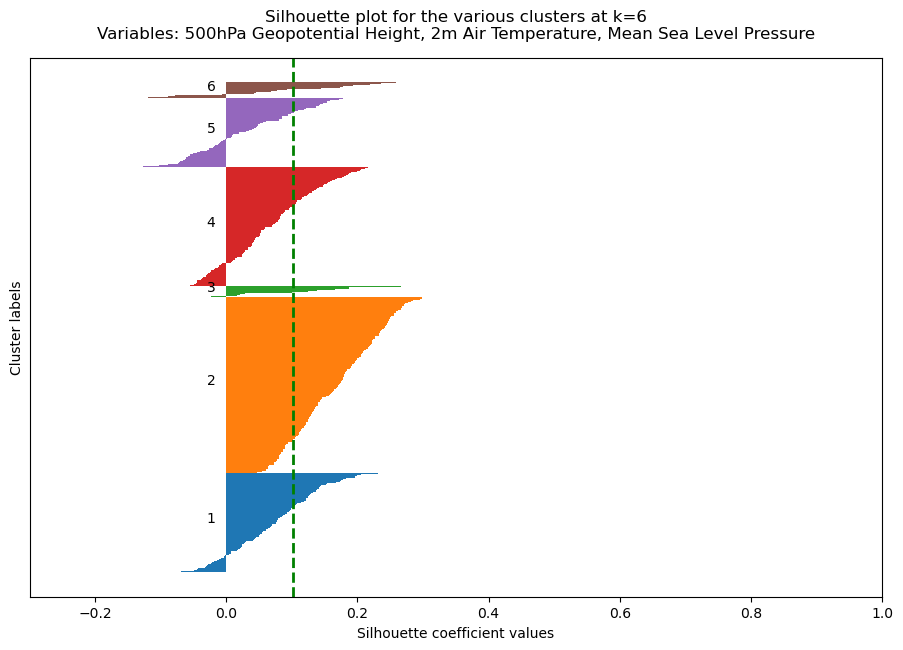 Silhouette plot for the various clusters at k=6
Variables: 500hPa Geopotential Height, 2m Air Temperature, Mean Sea Level Pressure
Cluster labels
6
5
4
3
2
1
−0.2 0.0 0.2 0.4 0.6 0.8 1.0
Silhouette coefficient values